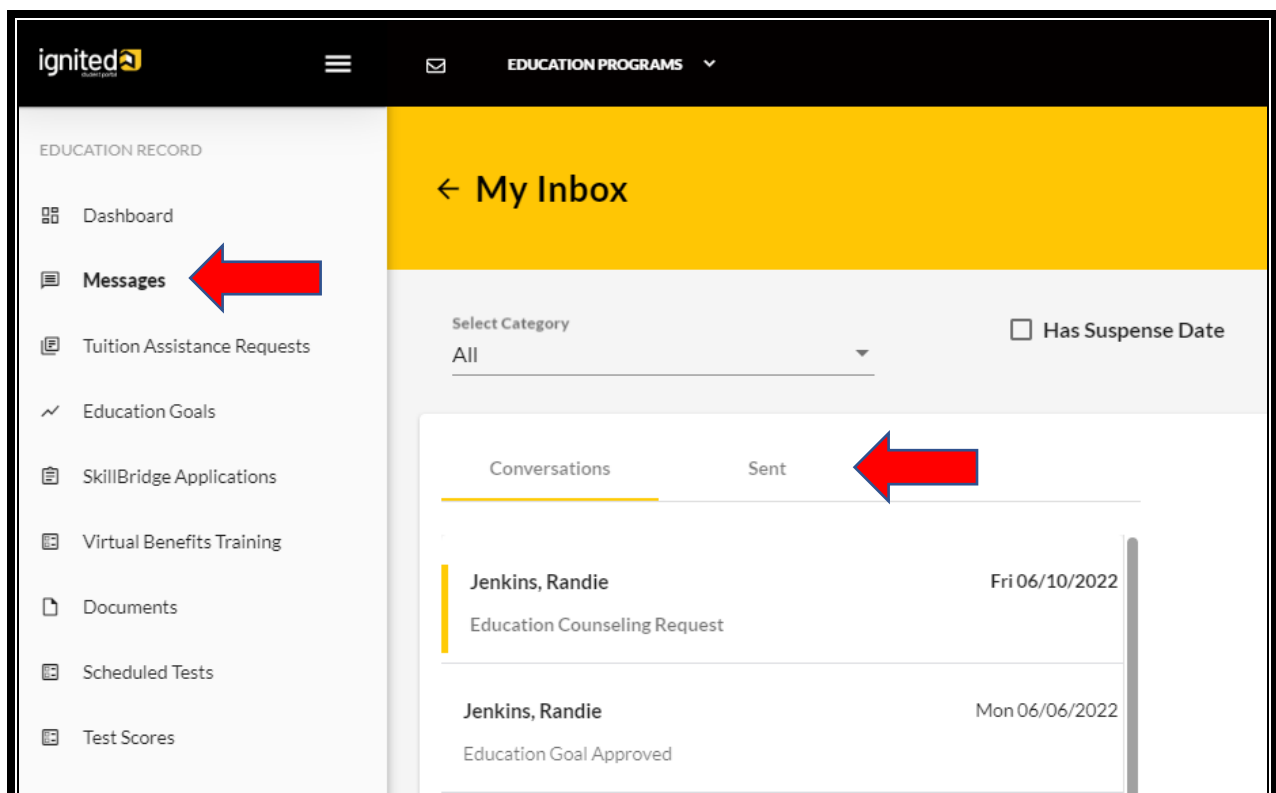 ignited
student portal
EDUCATION PROGRAMS
EDUCATION RECORD
Dashboard
Messages
Tuition Assistance Requests
Education Goals
SkillBridge Applications
Virtual Benefits Training
Documents
Scheduled Tests
Test Scores
My Inbox
Select Category
All
Has Suspense Date
Conversations Sent
Jenkins, Randie Fri 06/10/2022
Education Counseling Request
Jenkins, Randie Mon 06/06/2022
Education Goal Approved